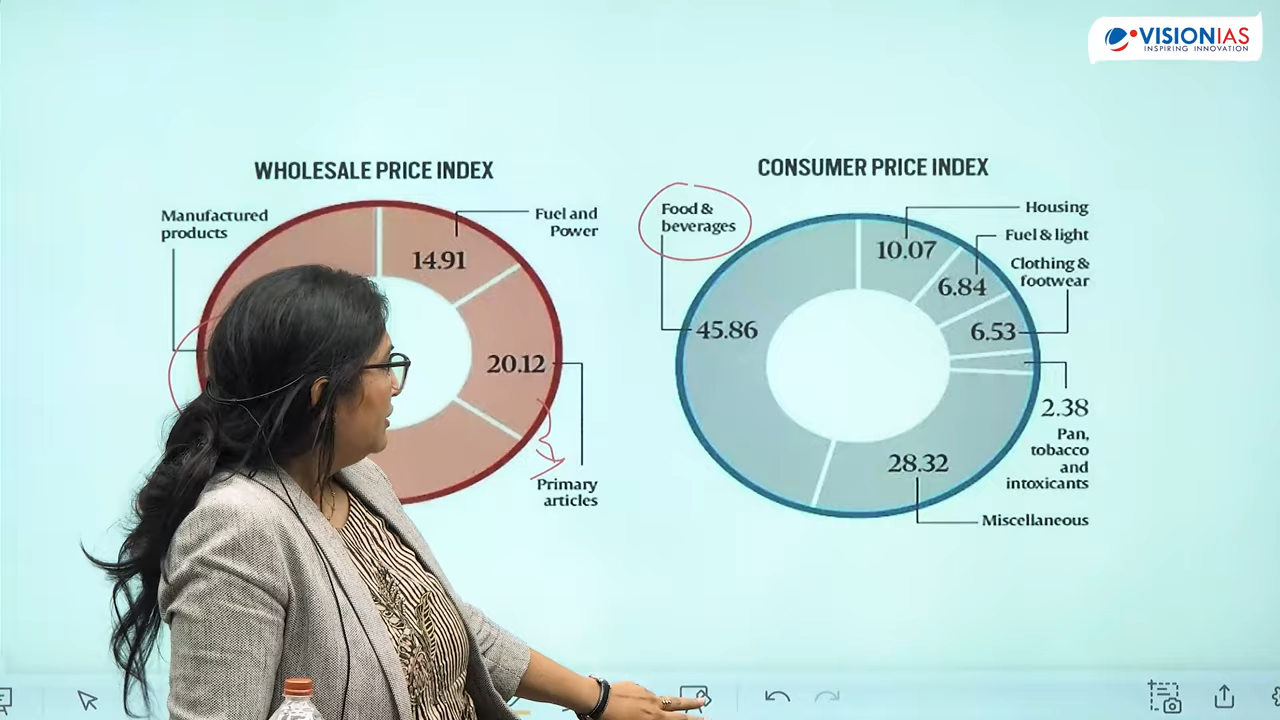 VISIONIAS
INSPIRING INNOVATION
WHOLESALE PRICE INDEX
Manufactured
products
Fuel and
Power
14.91
20.12
Primary
articles
CONSUMER PRICE INDEX
Food &
beverages
Housing
10.07
Fuel & light
6.84
Clothing &
footwear
6.53
45.86
2.38
Pan,
tobacco
and
intoxicants
28.32
Miscellaneous